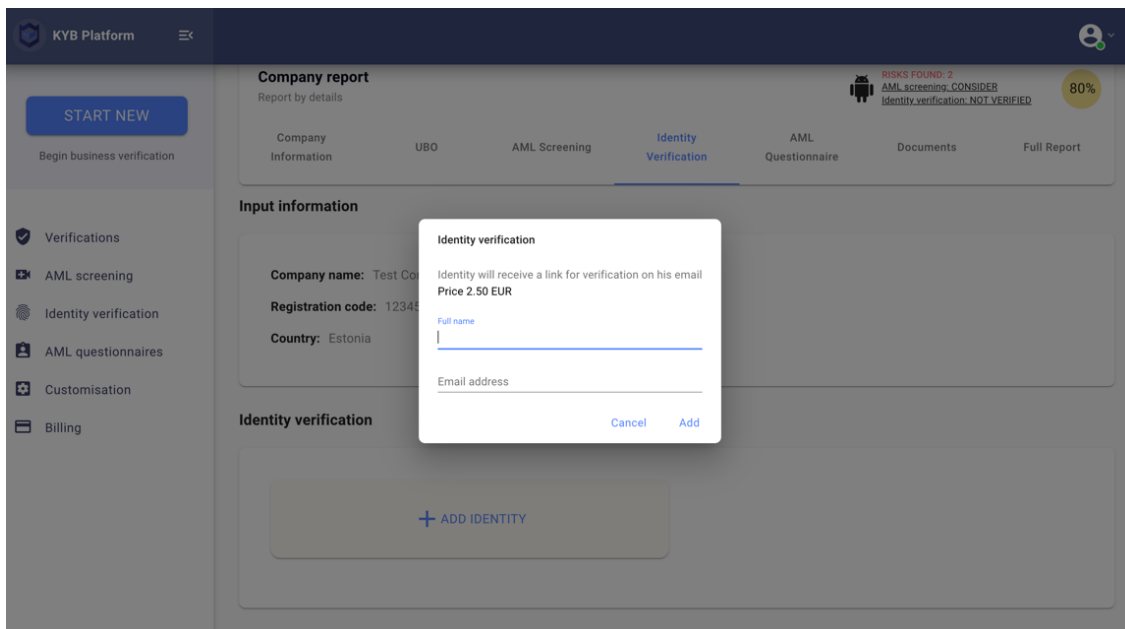 KYB Platform
START NEW
Begin business verification
Verifications
AML screening
Identity verification
AML questionnaires
Customisation
Billing
Company report
Report by details
RISKS FOUND: 2
AML screening: CONSIDER
Identity verification: NOT VERIFIED
80%
Company
Information
UBO
AML Screening
Identity
Verification
AML
Questionnaire
Documents
Full Report
Input information
Company name: Test Co
Registration code: 12345
Country: Estonia
Identity verification
Identity will receive a link for verification on his email
Price 2.50 EUR
Full name
Email address
Cancel
Add
Identity verification
ADD IDENTITY